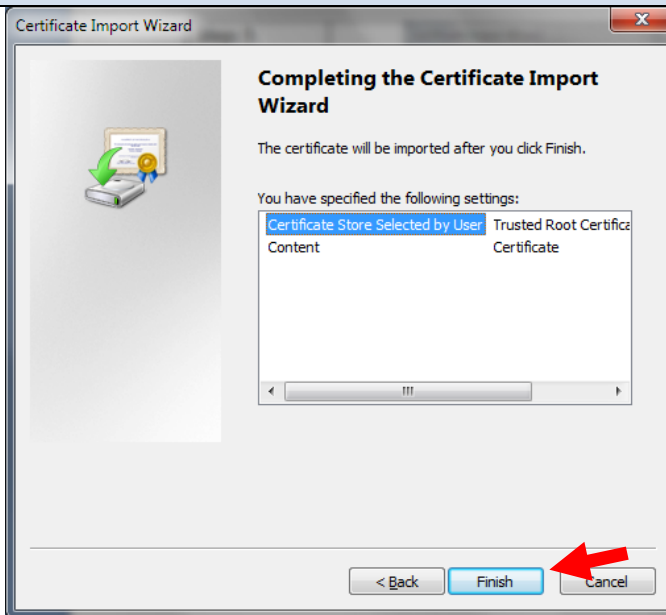 Certificate Import Wizard
Completing the Certificate Import
Wizard
The certificate will be imported after you click Finish.
You have specified the following settings:
Certificate Store Selected by User Trusted Root Certifica
Content Certificate
< Back Finish Cancel